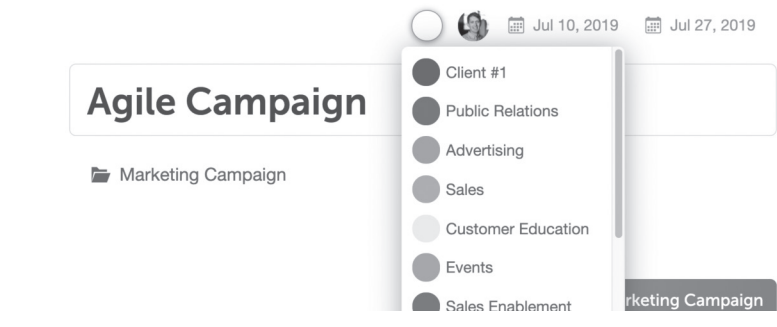 Jul 10, 2019 Jul 27, 2019
Agile Campaign
Marketing Campaign
Client #1
Public Relations
Advertising
Sales
Customer Education
Events
Sales Enablement
rketing Campaign